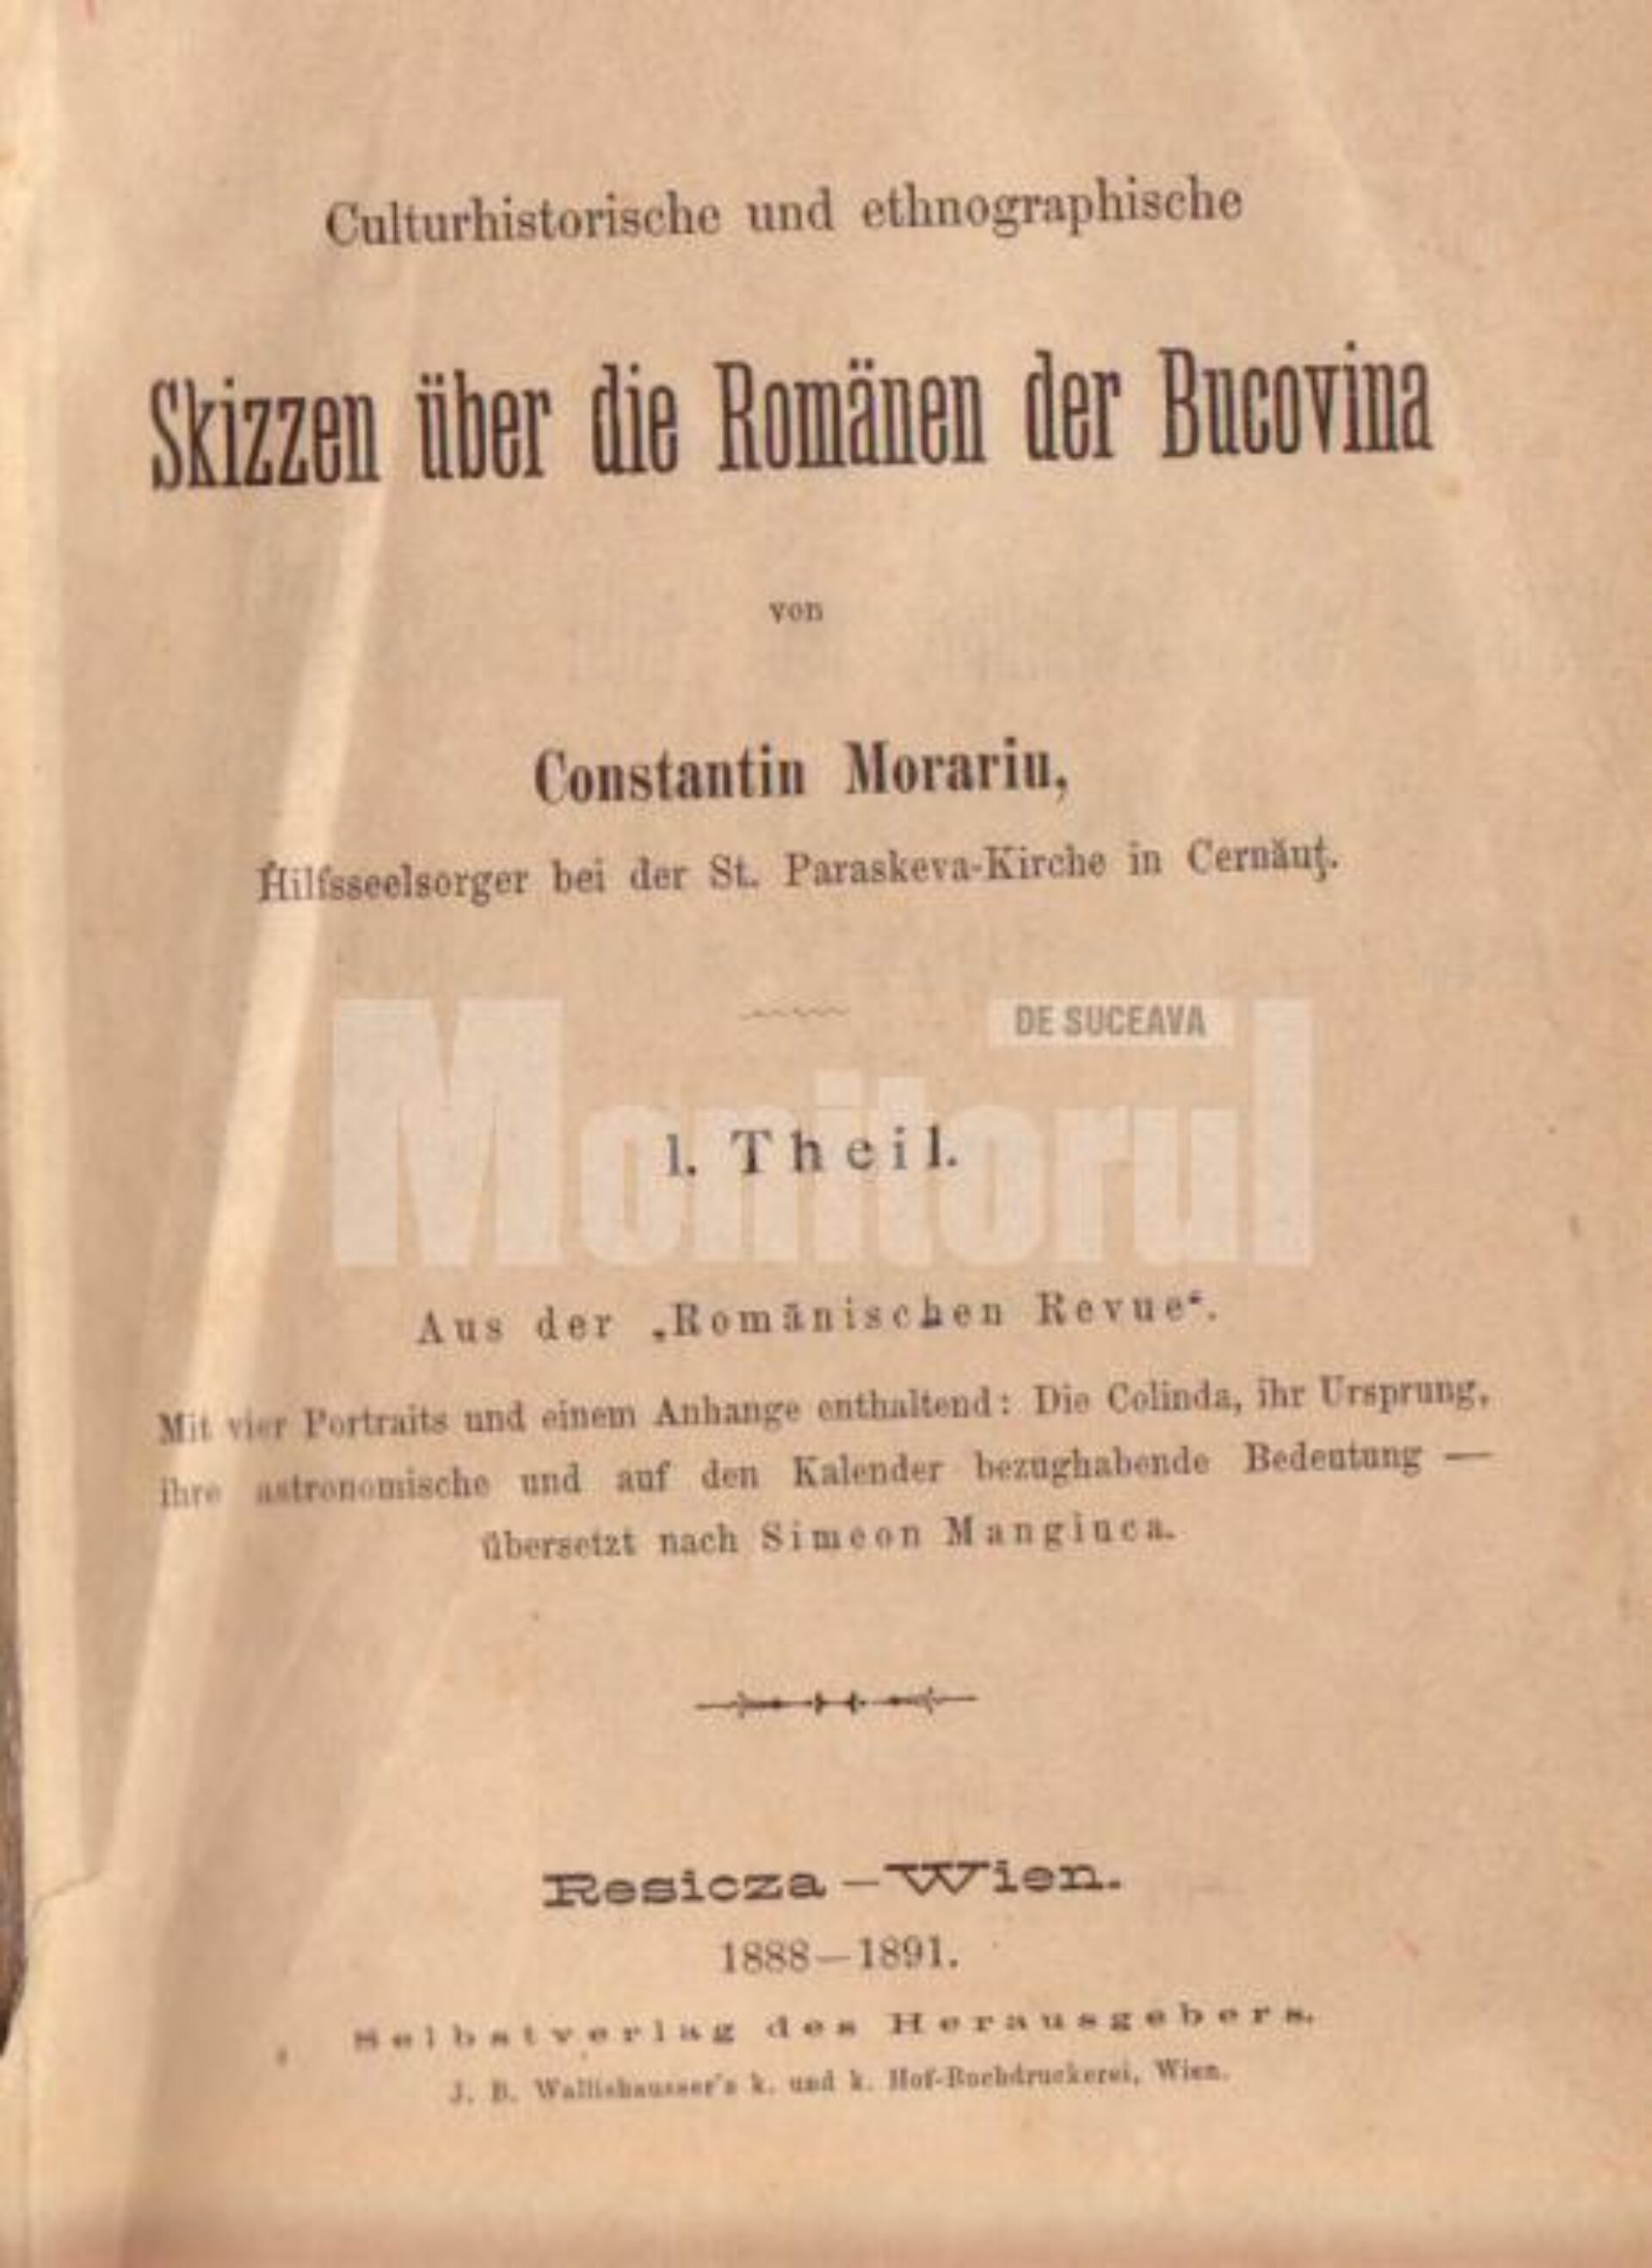 Culturhistorische und ethnographische
Skizzen über die Romänen der Bucovina
von
Constantin Morariu,
Hilfsseelsorger bei der St. Paraskeva-Kirche in Cernăuţ.
DE SUCEAVA
Monitorul
1. Theil.
Aus der „Romänischen Revue“.
Mit vier Portraits und einem Anhange enthaltend: Die Colinda, ihr Ursprung,
ihre astronomische und auf den Kalender bezughabende Bedeutung —
übersetzt nach Simeon Mangiuca.
Resicza—Wien.
1888—1891.
Selbstverlag des Herausgebers.
J. B. Wallishausser's k. und k. Hof-Buchdruckerei, Wien.